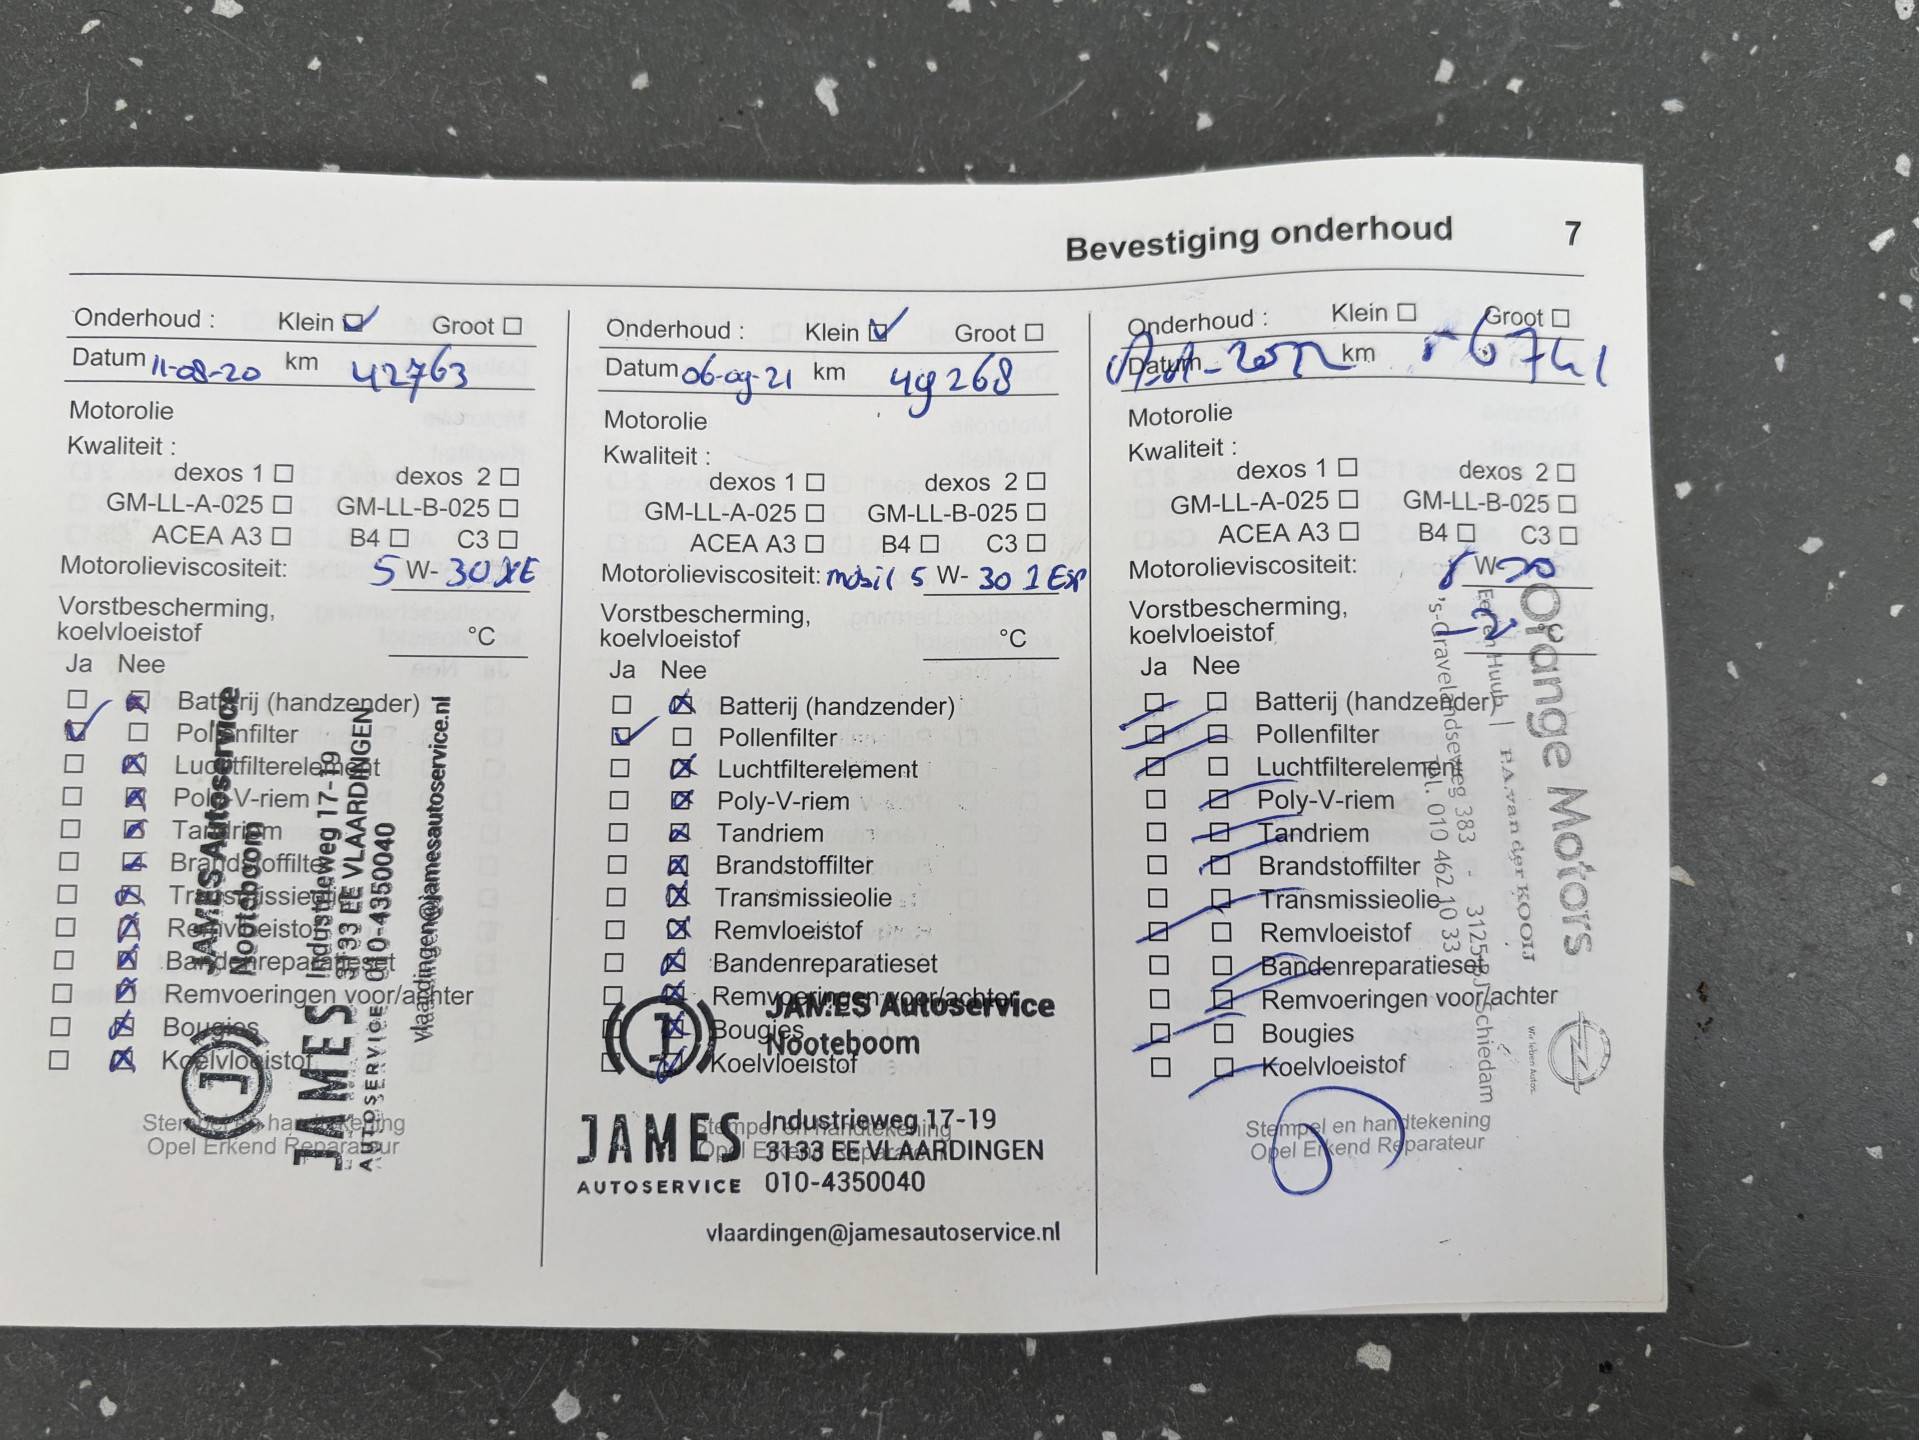 Bevestiging onderhoud 7
Onderhoud : Klein ☑ Groot ☐
Datum 11-08-20 km 42763
Motorolie
Kwaliteit :
dexos 1 ☐ dexos 2 ☐
GM-LL-A-025 ☐ GM-LL-B-025 ☐
ACEA A3 ☐ B4 ☐ C3 ☐
Motorolieviscositeit: 5 W- 30 XE
Vorstbescherming,
koelvloeistof °C
Ja Nee
Batterij (handzender)
Pollenfilter
Luchtfilterelement
Poly-V-riem
Tandriem
Brandstoffilter
Transmissieolie
Remvloeistof
Bandenreparatieset
Remvoeringen voor/achter
Bougies
Koelvloeistof
Stempel en handtekening
Opel Erkend Reparateur
JAMES Autoservice
Nooteboom
JAMES
AUTOSERVICE
Industrieweg 17-19
3133 EE VLAARDINGEN
010-4350040
vlaardingen@jamesautoservice.nl
Onderhoud : Klein ☑ Groot ☐
Datum 06-09-21 km 49268
Motorolie
Kwaliteit :
dexos 1 ☐ dexos 2 ☐
GM-LL-A-025 ☐ GM-LL-B-025 ☐
ACEA A3 ☐ B4 ☐ C3 ☐
Motorolieviscositeit: mobil 5 W- 30 1 Esp
Vorstbescherming,
koelvloeistof °C
Ja Nee
Batterij (handzender)
Pollenfilter
Luchtfilterelement
Poly-V-riem
Tandriem
Brandstoffilter
Transmissieolie
Remvloeistof
Bandenreparatieset
Remvoeringen voor/achter
Bougies
Koelvloeistof
JAMES Autoservice
Nooteboom
Stempel en handtekening
Opel Erkend Reparateur
JAMES
AUTOSERVICE
Industrieweg 17-19
3133 EE VLAARDINGEN
010-4350040
vlaardingen@jamesautoservice.nl
Onderhoud : Klein ☐ Groot ☐
Datum km
Motorolie
Kwaliteit :
dexos 1 ☐ dexos 2 ☐
GM-LL-A-025 ☐ GM-LL-B-025 ☐
ACEA A3 ☐ B4 ☐ C3 ☐
Motorolieviscositeit: W-
Vorstbescherming,
koelvloeistof °C
Ja Nee
Batterij (handzender)
Pollenfilter
Luchtfilterelement
Poly-V-riem
Tandriem
Brandstoffilter
Transmissieolie
Remvloeistof
Bandenreparatieset
Remvoeringen voor/achter
Bougies
Koelvloeistof
Stempel en handtekening
Opel Erkend Reparateur
Orange Motors
P.A. van der KOOIJ
's-Gravelandseweg 383 - 3125 BJ Schiedam
Tel. 010 462 10 33
Wir leben Autos.